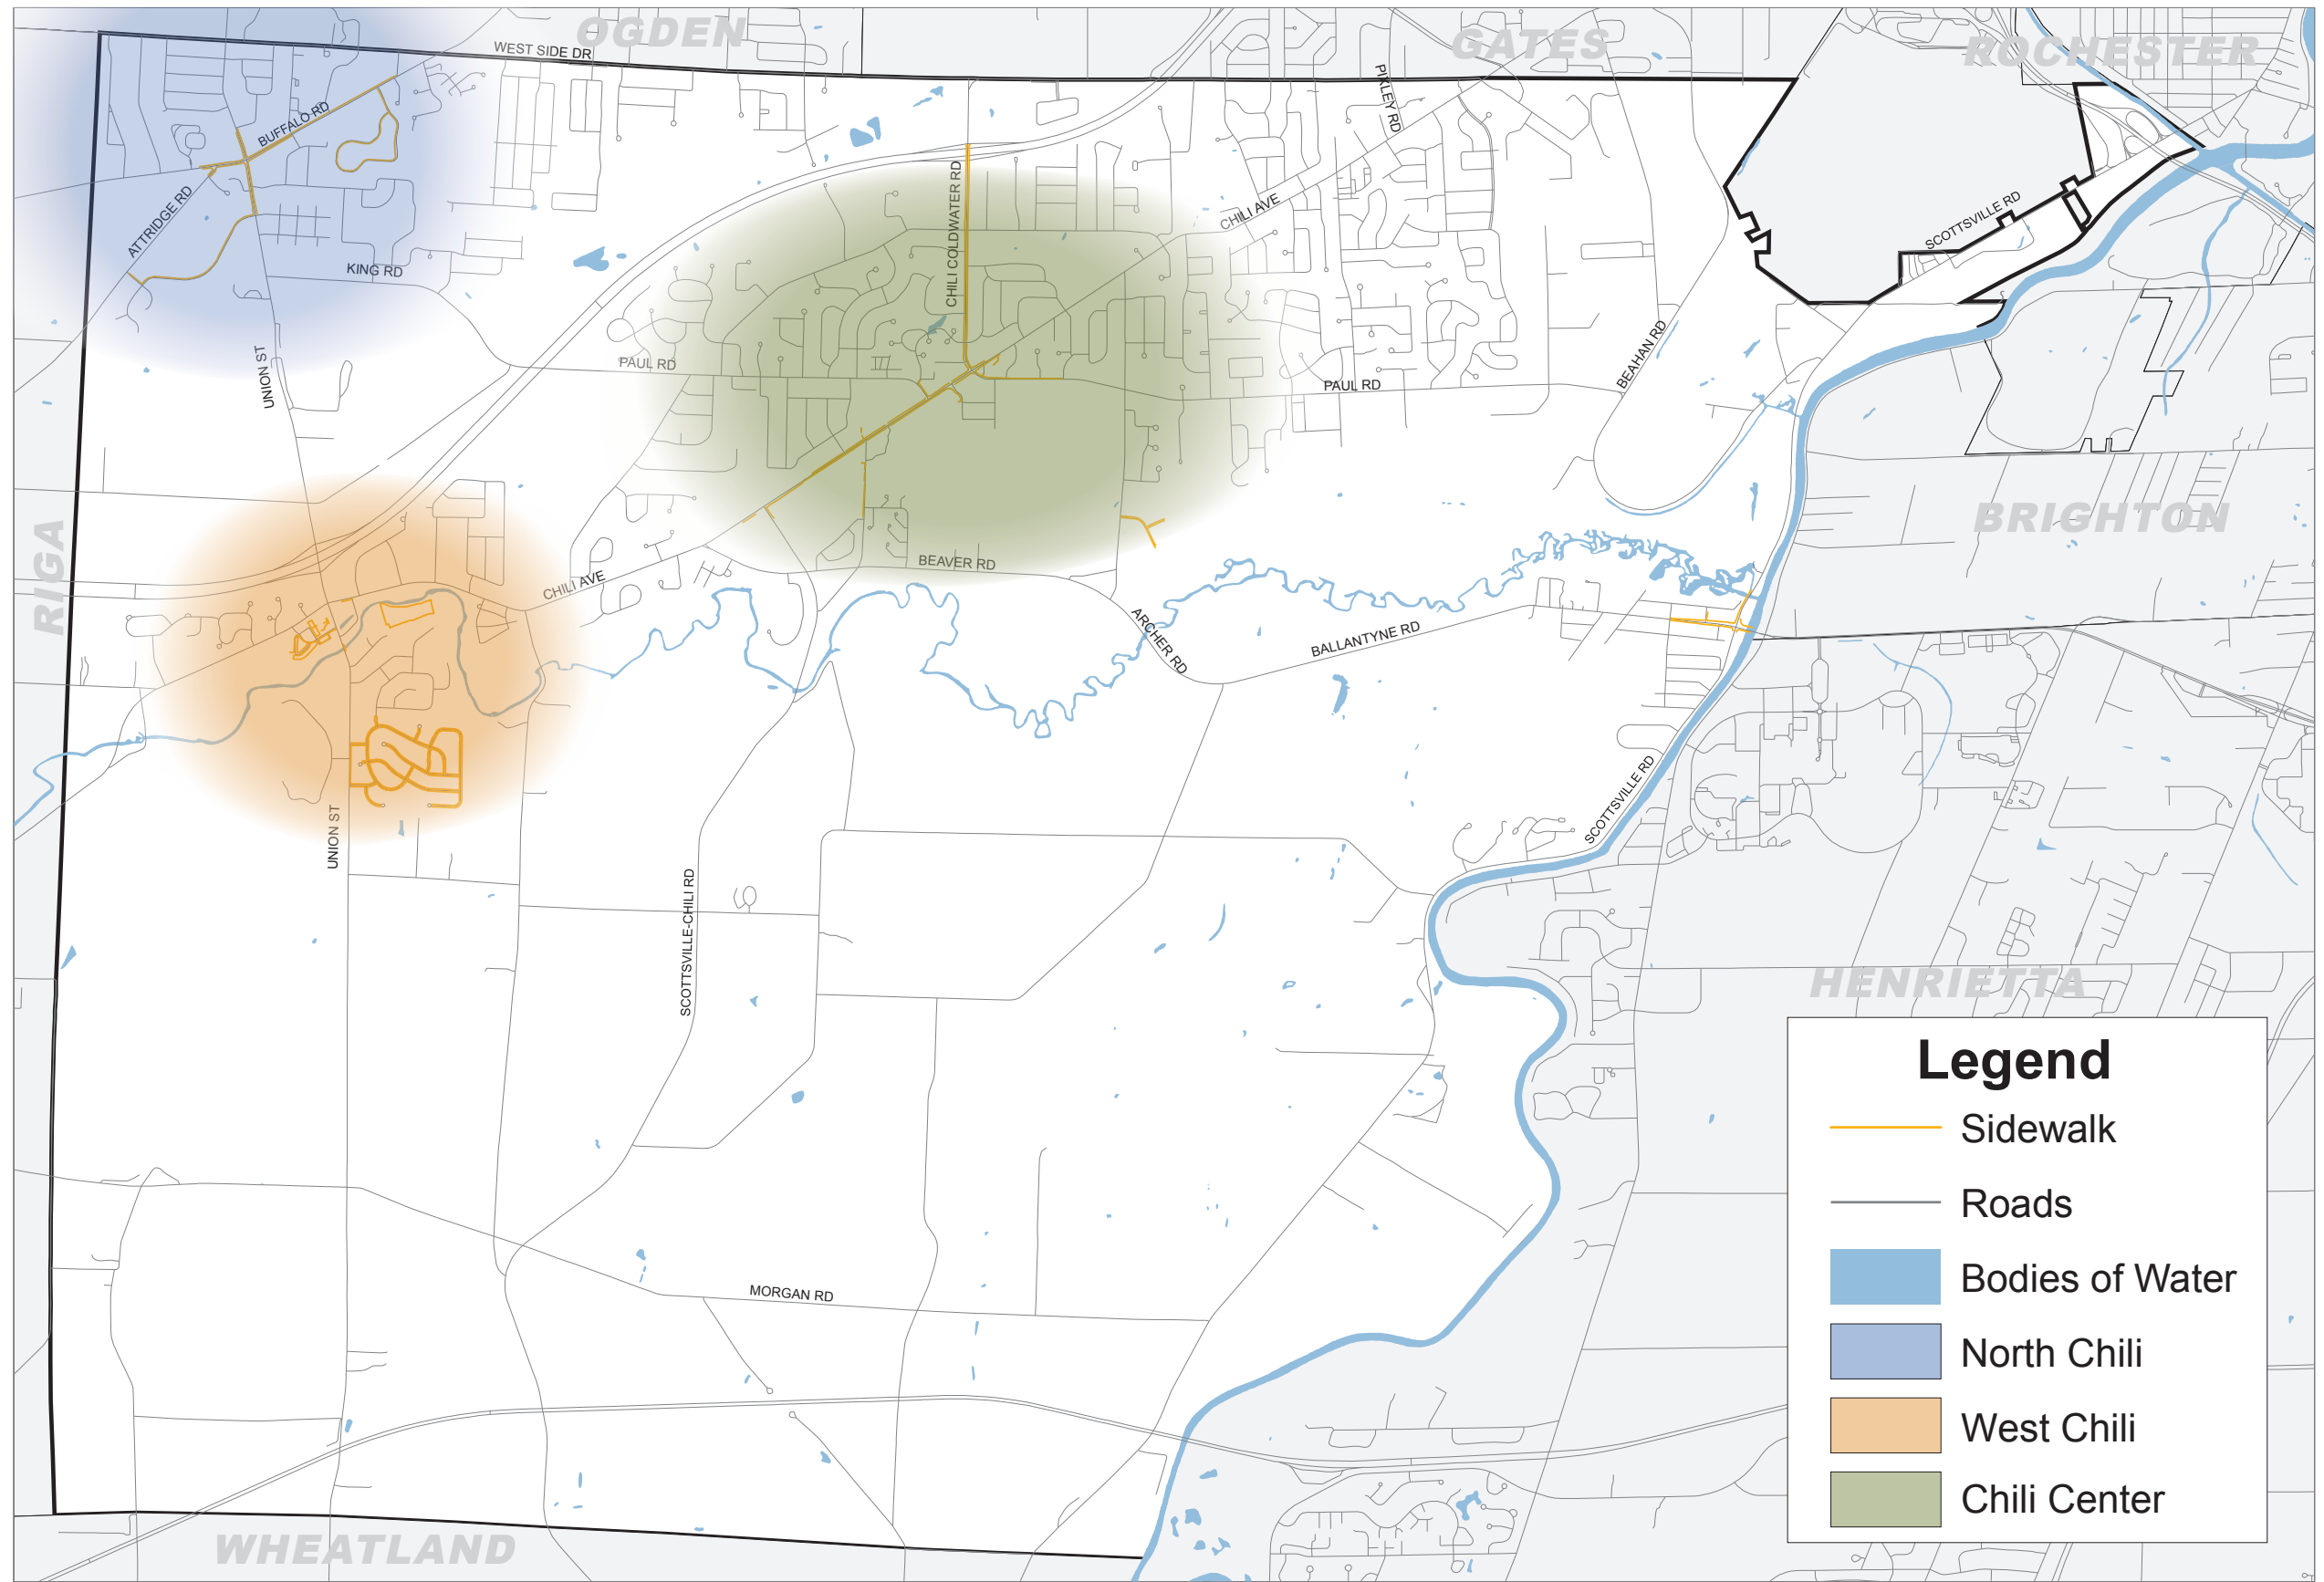 OGDEN
GATES
ROCHESTER
WEST SIDE DR
PIXLEY RD
BUFFALO RD
ATTRIDGE RD
CHILI COLDWATER RD
CHILI AVE
SCOTTSVILLE RD
KING RD
UNION ST
PAUL RD
PAUL RD
BEAHAN RD
RIGA
BRIGHTON
CHILI AVE
BEAVER RD
ARCHER RD
BALLANTYNE RD
UNION ST
SCOTTSVILLE RD
SCOTTSVILLE-CHILI RD
HENRIETTA
MORGAN RD
WHEATLAND
Legend
Sidewalk
Roads
Bodies of Water
North Chili
West Chili
Chili Center